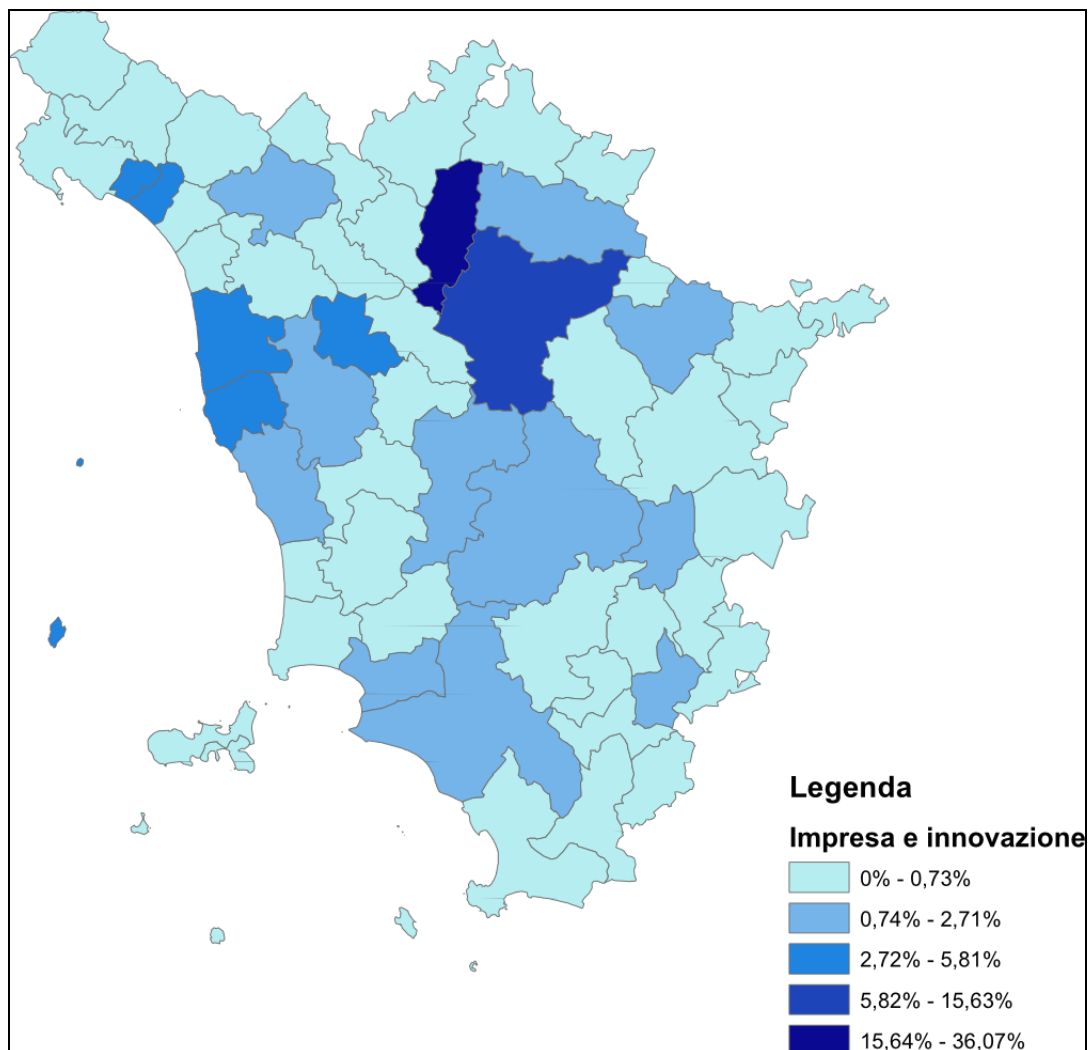 Legenda
Impresa e innovazione
0% - 0,73%
0,74% - 2,71%
2,72% - 5,81%
5,82% - 15,63%
15,64% - 36,07%